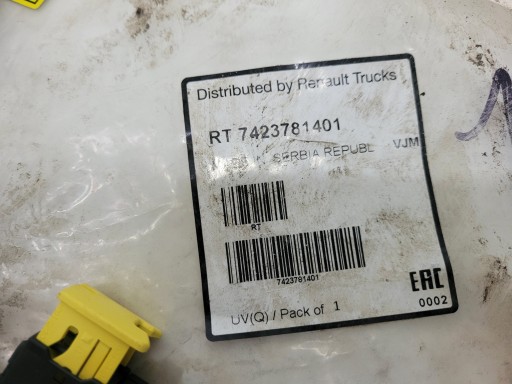 Distributed by Renault Trucks
RT 7423781401
SERBIA REPUBL VJM
RT
7423781401
EAC
0002
UV(Q) / Pack of 1